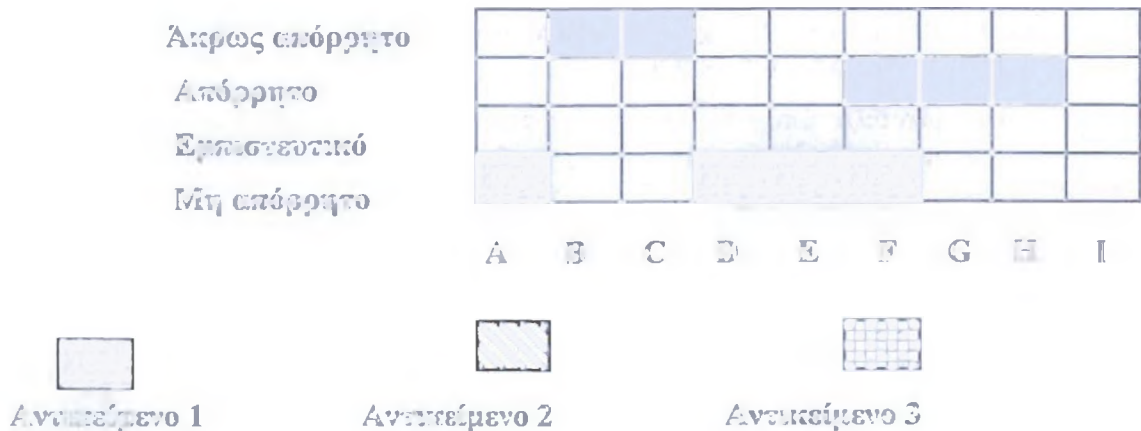 Άκρως απόρρητο
Απόρρητο
Εμπιστευτικό
Μη απόρρητο
A B C D E F G H I
Αντικείμενο 1 Αντικείμενο 2 Αντικείμενο 3